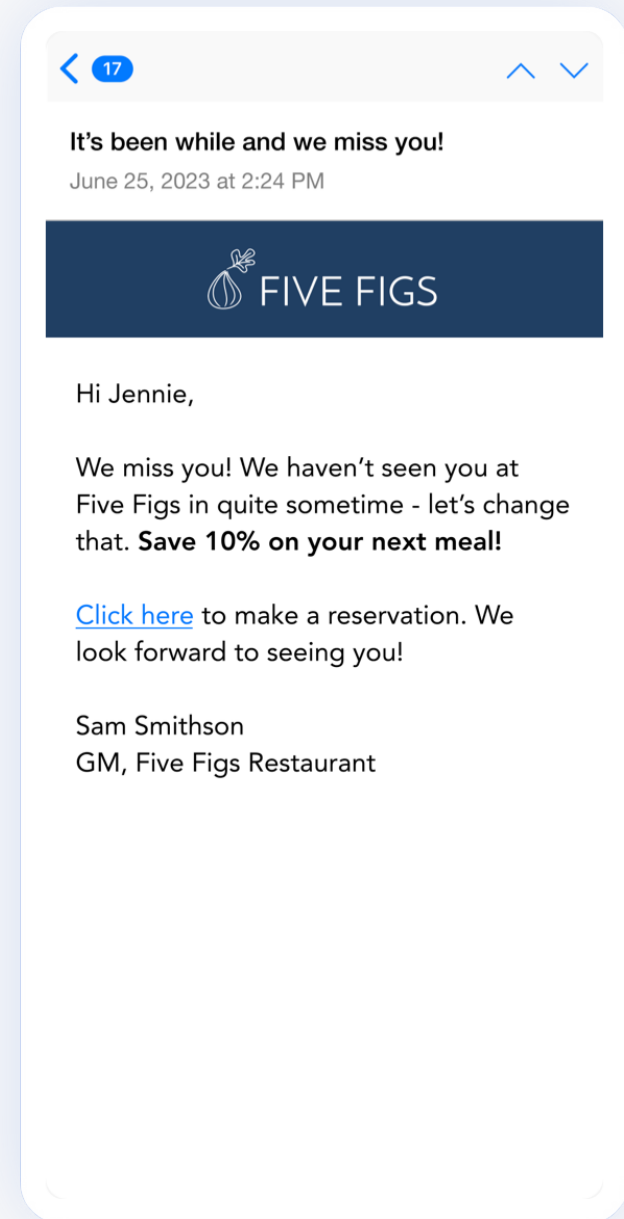 17
It’s been while and we miss you!
June 25, 2023 at 2:24 PM
FIVE FIGS
Hi Jennie,
We miss you! We haven’t seen you at
Five Figs in quite sometime - let’s change
that. Save 10% on your next meal!
Click here to make a reservation. We
look forward to seeing you!
Sam Smithson
GM, Five Figs Restaurant